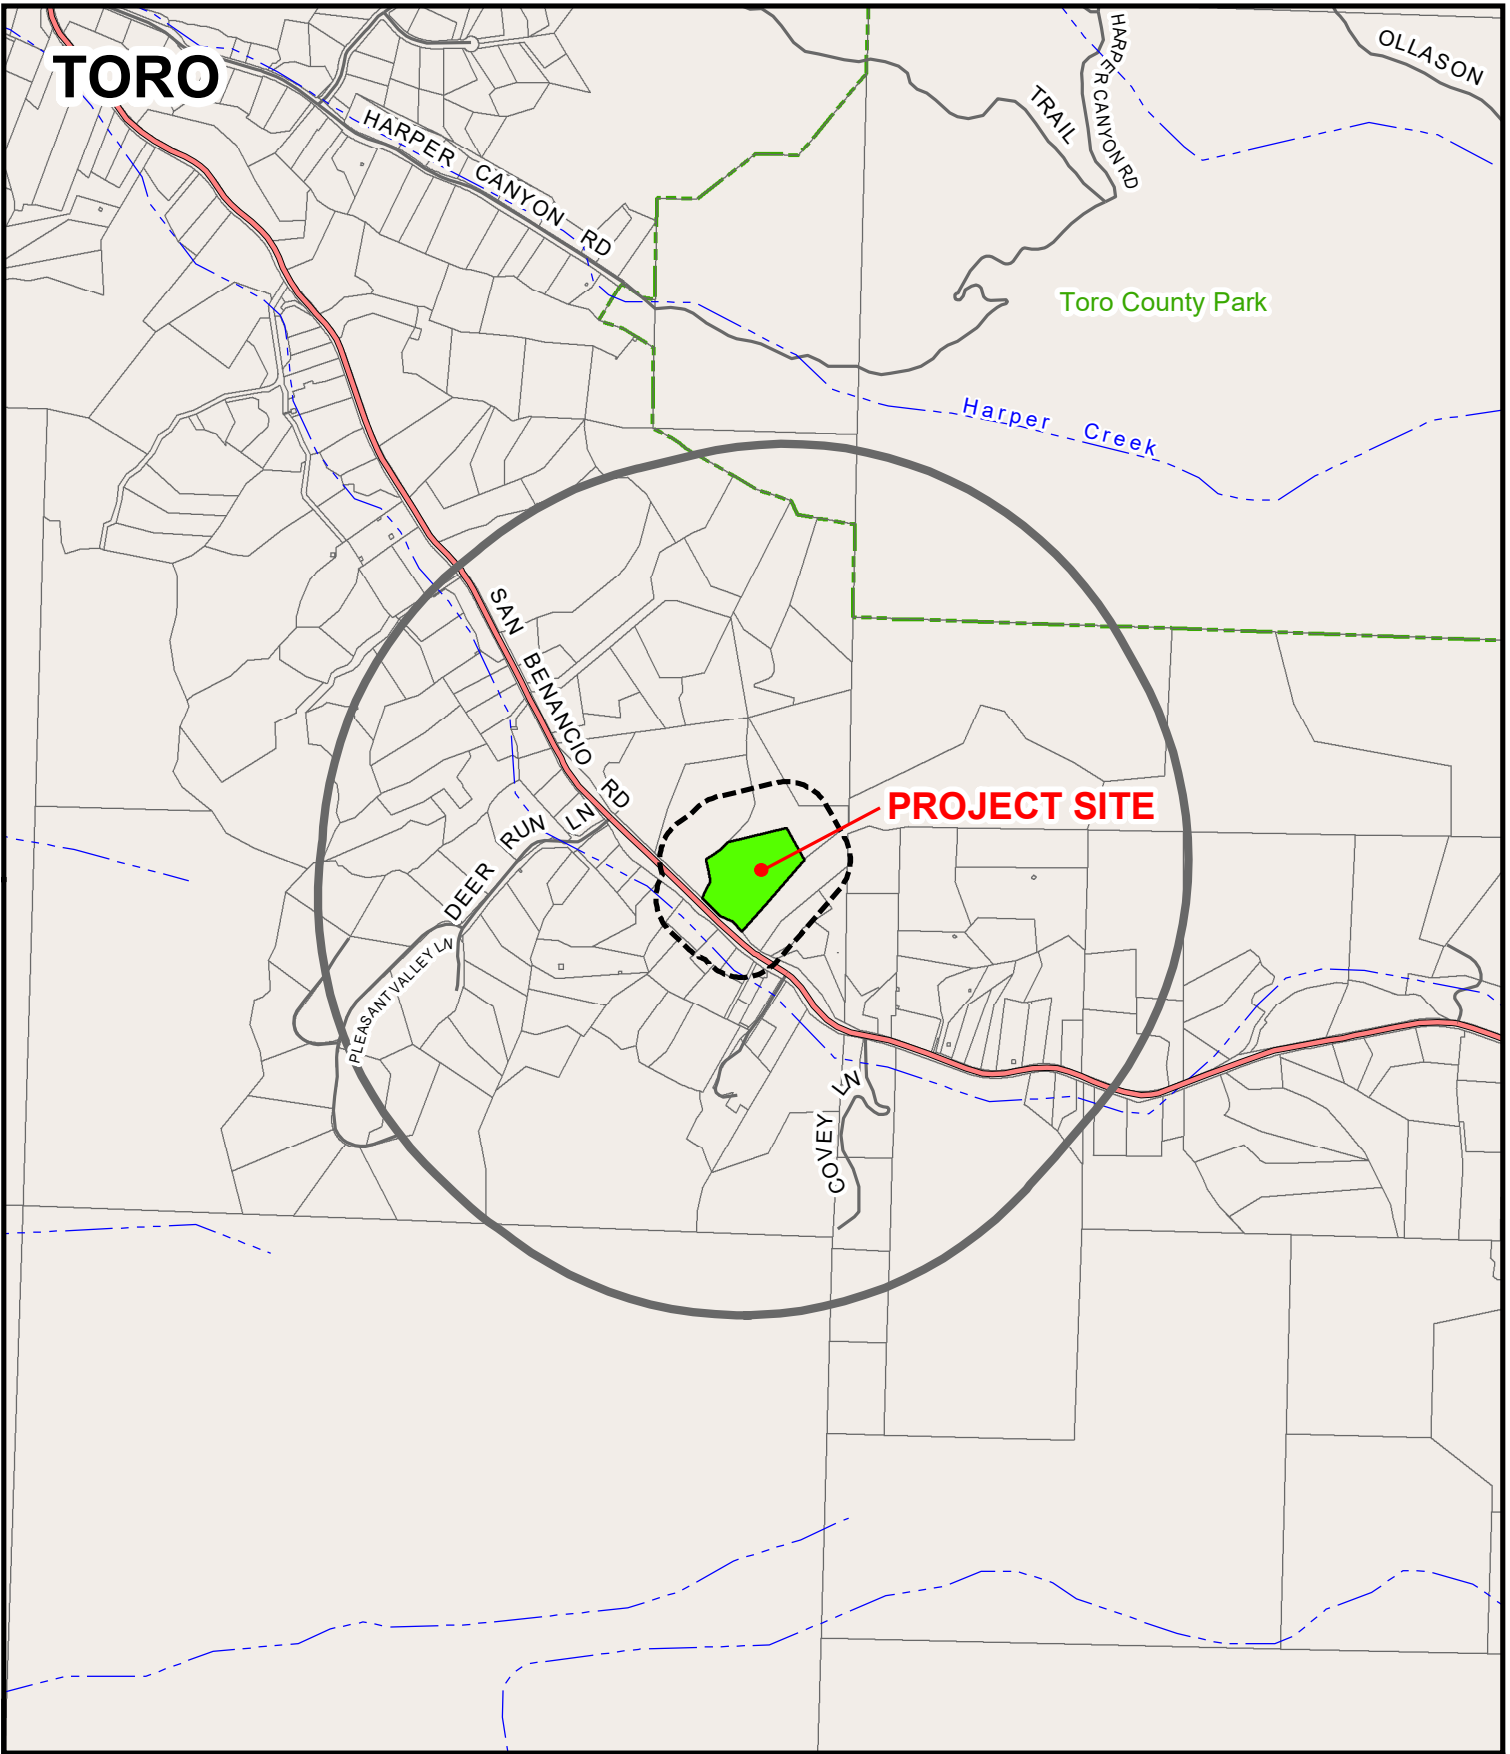 OLLASON
TORO
HARPER CANYON RD
TRAIL
HARPER CANYON RD
Toro County Park
Harper Creek
SAN BENANCIO RD
PROJECT SITE
DEER RUN LN
PLEASANT VALLEY LN
COVEY LN